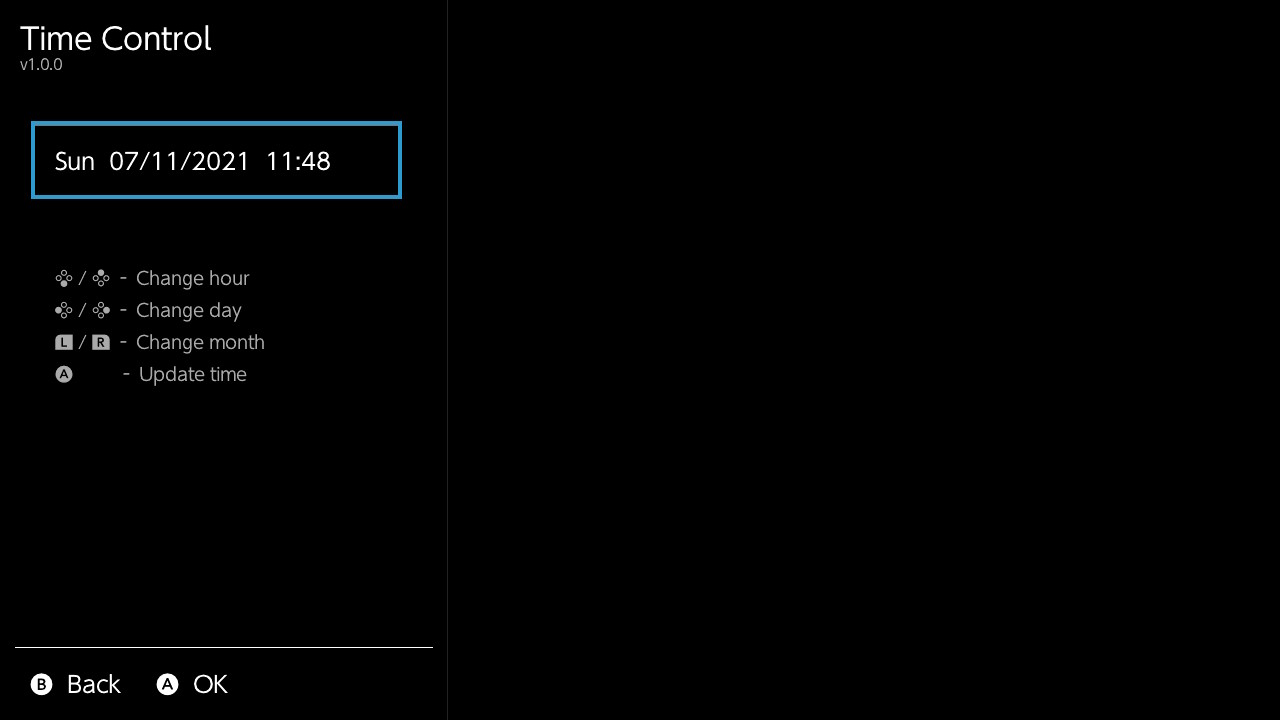 Time Control
v1.0.0
Sun 07/11/2021 11:48
/ - Change hour
/ - Change day
L / R - Change month
A - Update time
B Back A OK